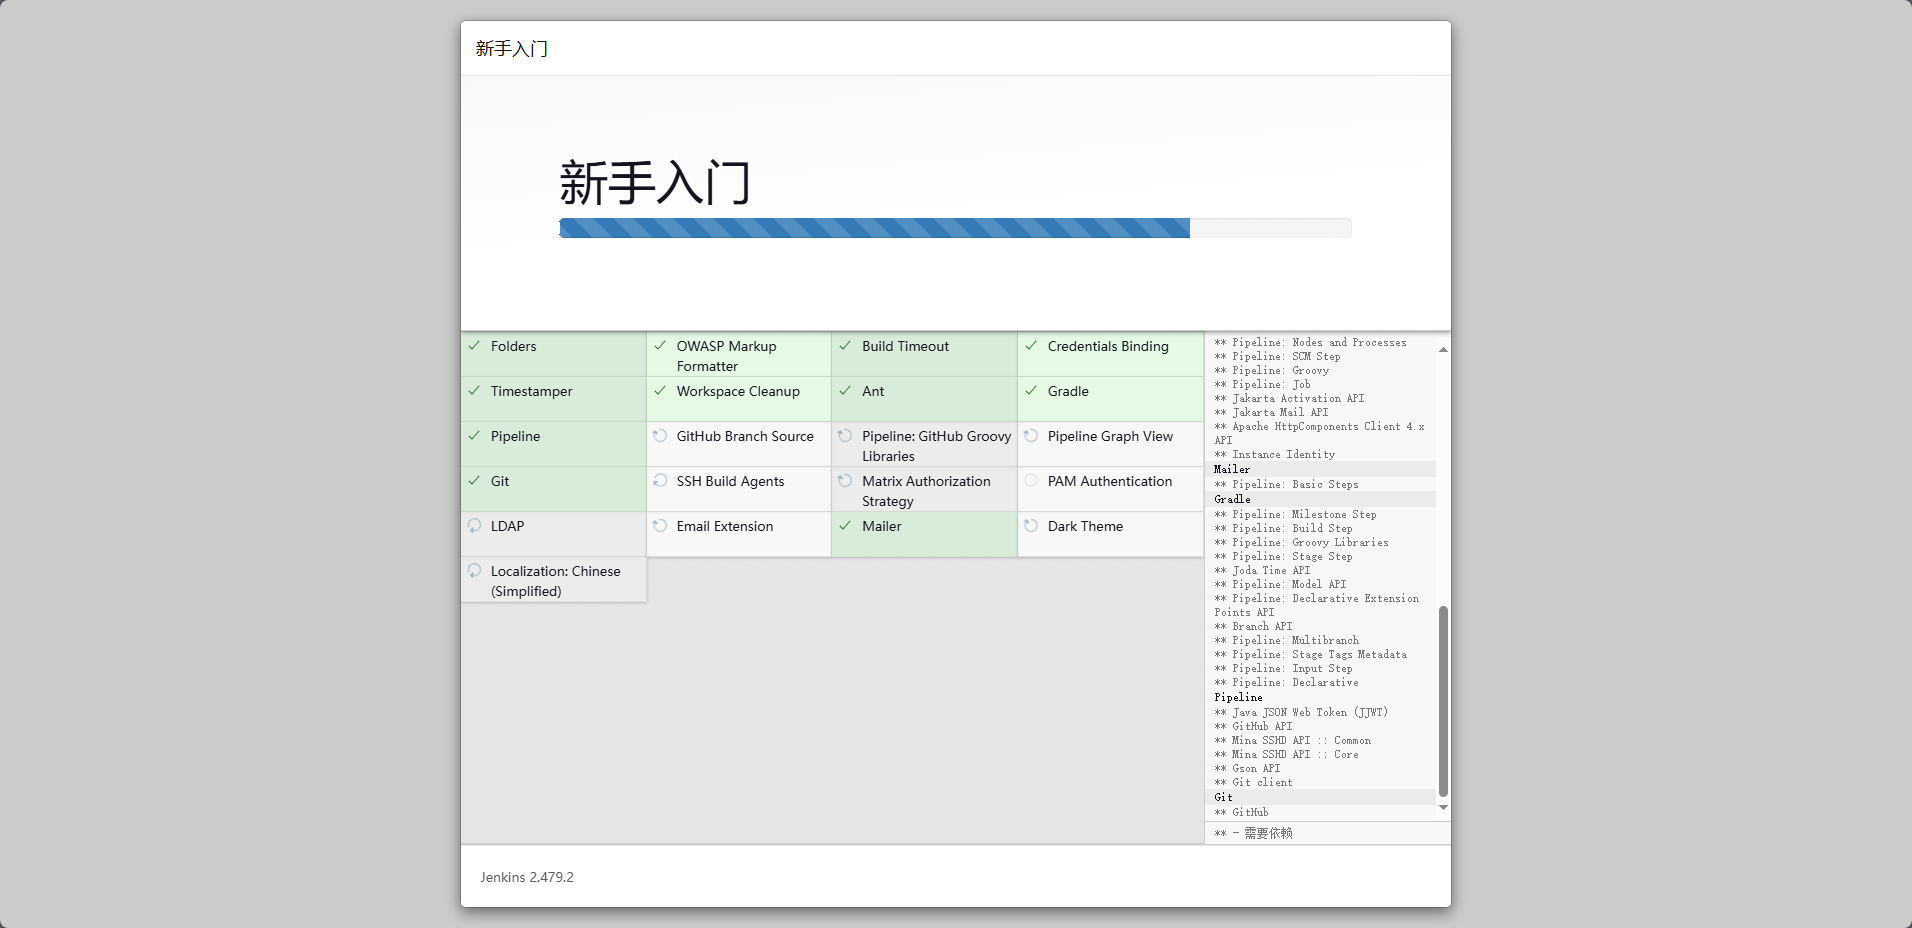 新手入门
新手入门
Folders
OWASP Markup
Formatter
Build Timeout
Credentials Binding
Timestamper
Workspace Cleanup
Ant
Gradle
Pipeline
GitHub Branch Source
Pipeline: GitHub Groovy
Libraries
Pipeline Graph View
Git
SSH Build Agents
Matrix Authorization
Strategy
PAM Authentication
LDAP
Email Extension
Mailer
Dark Theme
Localization: Chinese
(Simplified)
** Pipeline: Nodes and Processes
** Pipeline: SCM Step
** Pipeline: Groovy
** Pipeline: Job
** Jakarta Activation API
** Jakarta Mail API
** Apache HttpComponents Client 4.x
API
** Instance Identity
Mailer
** Pipeline: Basic Steps
Gradle
** Pipeline: Milestone Step
** Pipeline: Build Step
** Pipeline: Groovy Libraries
** Pipeline: Stage Step
** Joda Time API
** Pipeline: Model API
** Pipeline: Declarative Extension
Points API
** Branch API
** Pipeline: Multibranch
** Pipeline: Stage Tags Metadata
** Pipeline: Input Step
** Pipeline: Declarative
Pipeline
** Java JSON Web Token (JJWT)
** GitHub API
** Mina SSHD API :: Common
** Mina SSHD API :: Core
** Gson API
** Git client
Git
** GitHub
** - 需要依赖
Jenkins 2.479.2